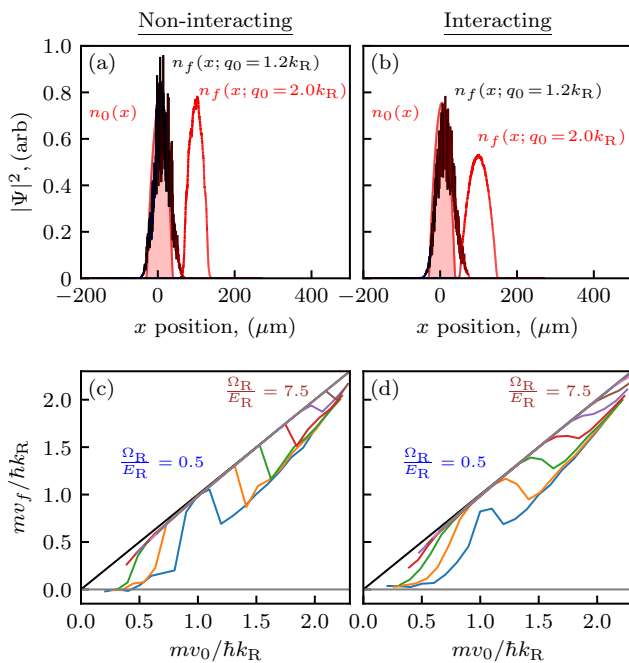 Non-interacting
Interacting
(a)
n_f(x; q_0=1.2k_R)
n_f(x; q_0=2.0k_R)
n_0(x)
|Ψ|², (arb)
1.0
0.8
0.6
0.4
0.2
0
−200
0
200
400
x position, (μm)
(b)
n_f(x; q_0=1.2k_R)
n_0(x)
n_f(x; q_0=2.0k_R)
−200
0
200
400
x position, (μm)
(c)
Ω_R/E_R = 7.5
Ω_R/E_R = 0.5
mv_f/ħk_R
2.0
1.5
1.0
0.5
0.0
0.0
0.5
1.0
1.5
2.0
mv_0/ħk_R
(d)
Ω_R/E_R = 7.5
Ω_R/E_R = 0.5
0.0
0.5
1.0
1.5
2.0
mv_0/ħk_R